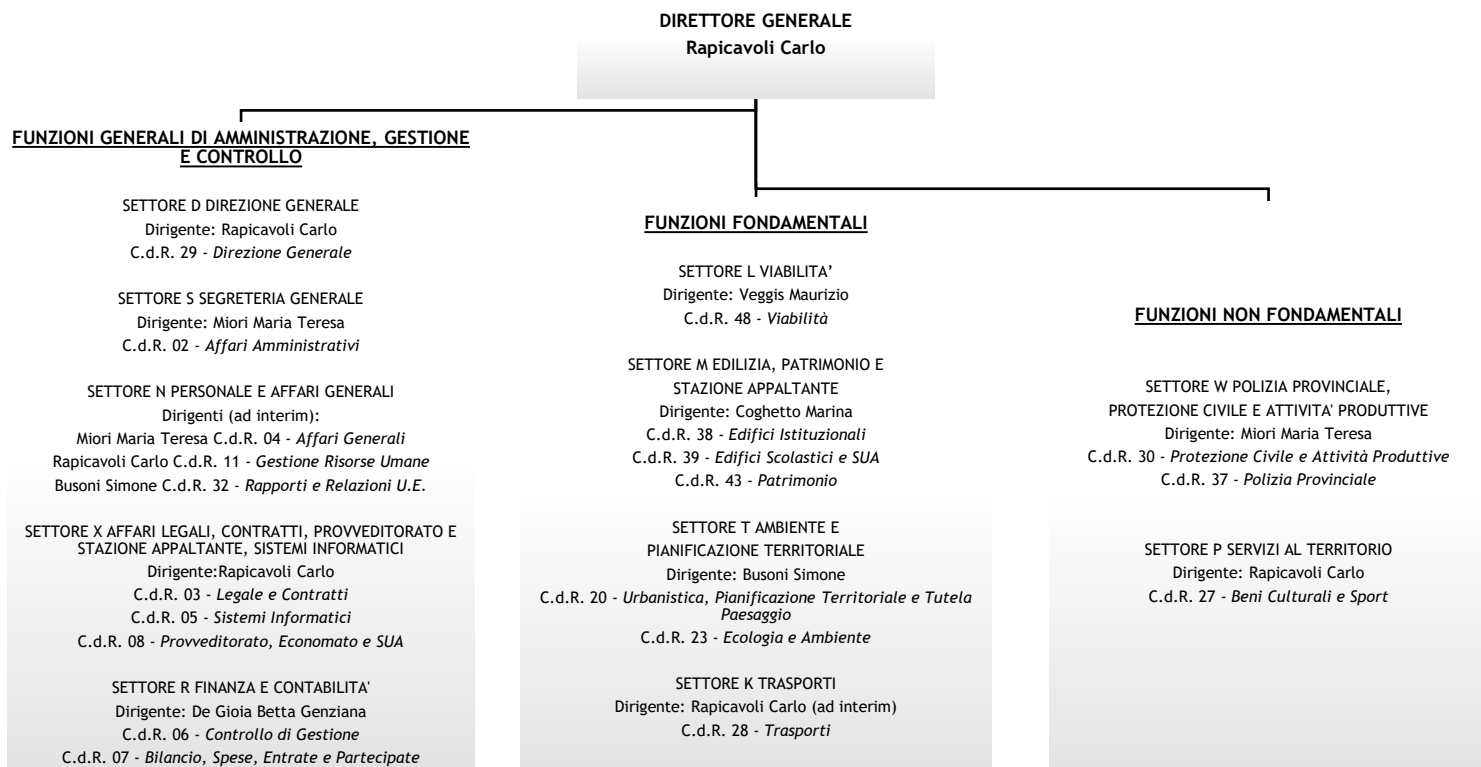 DIRETTORE GENERALE
Rapicavoli Carlo
FUNZIONI GENERALI DI AMMINISTRAZIONE, GESTIONE
E CONTROLLO
SETTORE D DIREZIONE GENERALE
Dirigente: Rapicavoli Carlo
C.d.R. 29 - Direzione Generale
SETTORE S SEGRETERIA GENERALE
Dirigente: Miori Maria Teresa
C.d.R. 02 - Affari Amministrativi
SETTORE N PERSONALE E AFFARI GENERALI
Dirigenti (ad interim):
Miori Maria Teresa C.d.R. 04 - Affari Generali
Rapicavoli Carlo C.d.R. 11 - Gestione Risorse Umane
Busoni Simone C.d.R. 32 - Rapporti e Relazioni U.E.
SETTORE X AFFARI LEGALI, CONTRATTI, PROVVEDITORATO E
STAZIONE APPALTANTE, SISTEMI INFORMATICI
Dirigente:Rapicavoli Carlo
C.d.R. 03 - Legale e Contratti
C.d.R. 05 - Sistemi Informatici
C.d.R. 08 - Provveditorato, Economato e SUA
SETTORE R FINANZA E CONTABILITA'
Dirigente: De Gioia Betta Genziana
C.d.R. 06 - Controllo di Gestione
C.d.R. 07 - Bilancio, Spese, Entrate e Partecipate
FUNZIONI FONDAMENTALI
SETTORE L VIABILITA’
Dirigente: Veggis Maurizio
C.d.R. 48 - Viabilità
SETTORE M EDILIZIA, PATRIMONIO E
STAZIONE APPALTANTE
Dirigente: Coghetto Marina
C.d.R. 38 - Edifici Istituzionali
C.d.R. 39 - Edifici Scolastici e SUA
C.d.R. 43 - Patrimonio
SETTORE T AMBIENTE E
PIANIFICAZIONE TERRITORIALE
Dirigente: Busoni Simone
C.d.R. 20 - Urbanistica, Pianificazione Territoriale e Tutela
Paesaggio
C.d.R. 23 - Ecologia e Ambiente
SETTORE K TRASPORTI
Dirigente: Rapicavoli Carlo (ad interim)
C.d.R. 28 - Trasporti
FUNZIONI NON FONDAMENTALI
SETTORE W POLIZIA PROVINCIALE,
PROTEZIONE CIVILE E ATTIVITA' PRODUTTIVE
Dirigente: Miori Maria Teresa
C.d.R. 30 - Protezione Civile e Attività Produttive
C.d.R. 37 - Polizia Provinciale
SETTORE P SERVIZI AL TERRITORIO
Dirigente: Rapicavoli Carlo
C.d.R. 27 - Beni Culturali e Sport